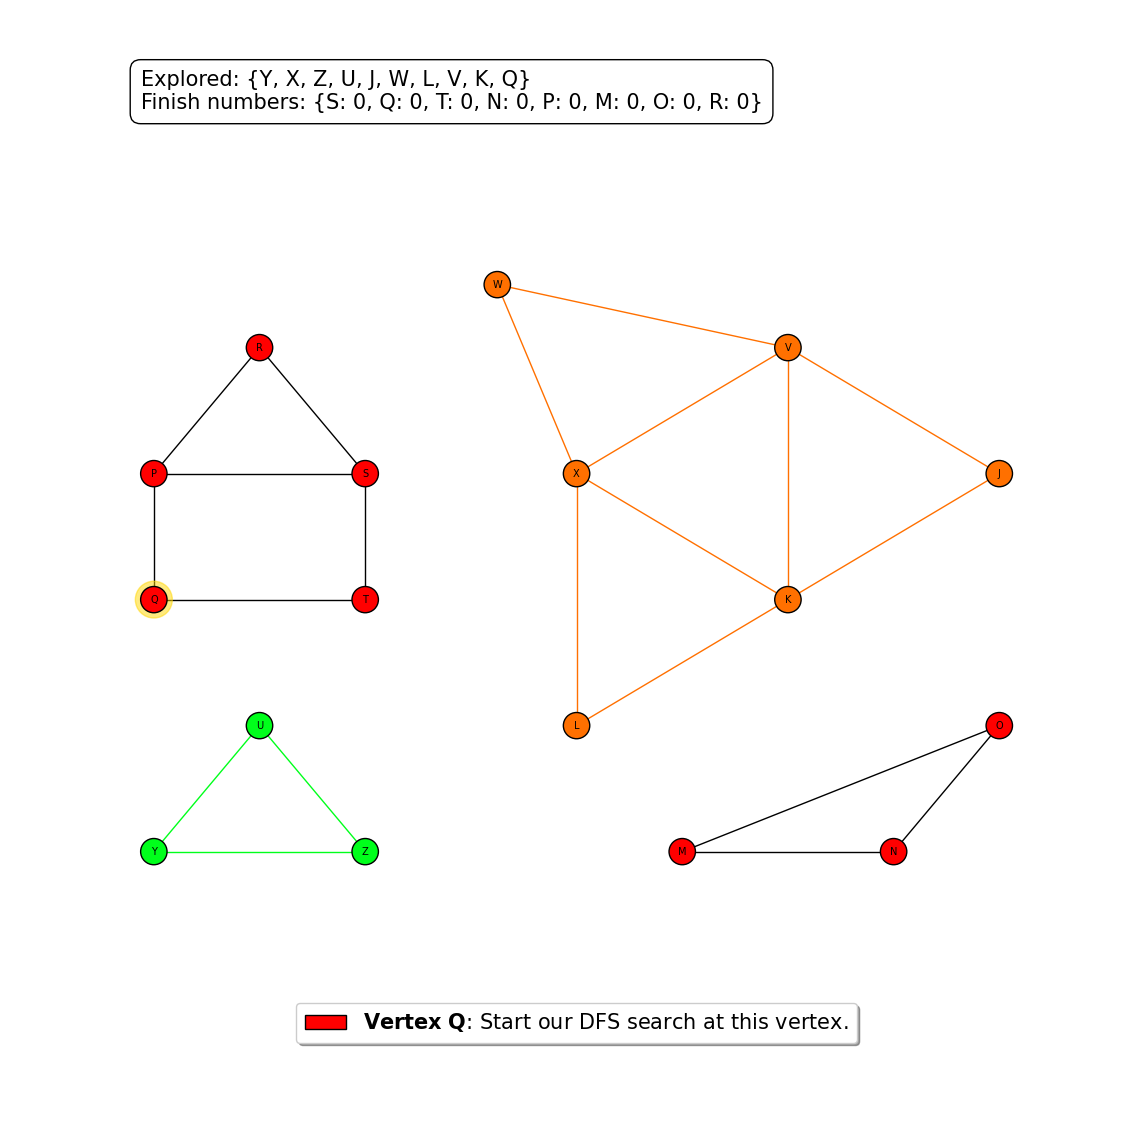 Explored: {Y, X, Z, U, J, W, L, V, K, Q}
Finish numbers: {S: 0, Q: 0, T: 0, N: 0, P: 0, M: 0, O: 0, R: 0}
W
R
V
P
S
X
J
Q
T
K
U
L
O
Y
Z
M
N
Vertex Q: Start our DFS search at this vertex.